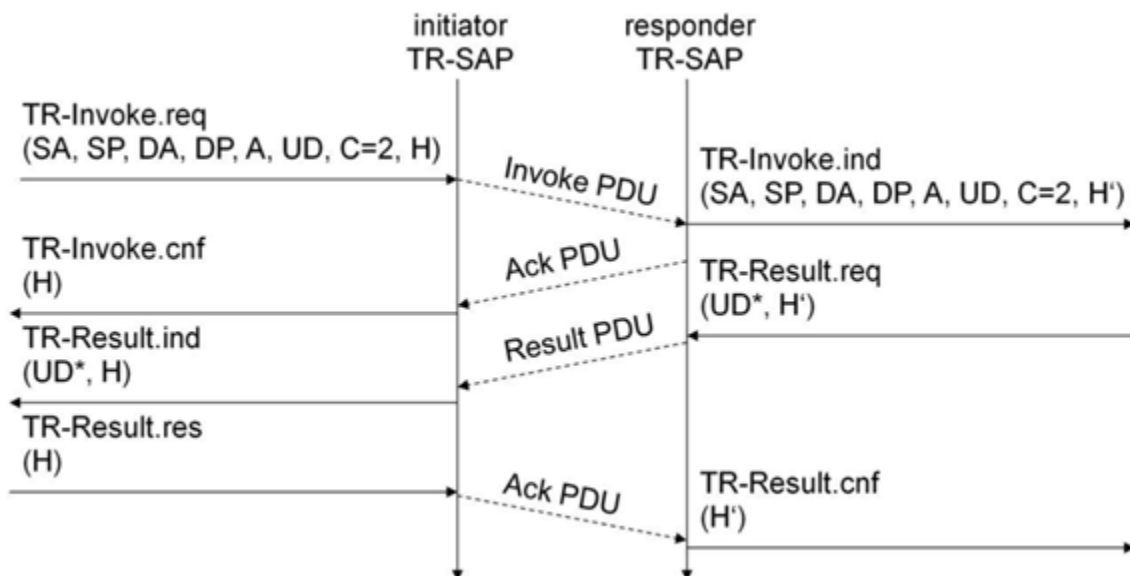 initiator
TR-SAP
responder
TR-SAP
TR-Invoke.req
(SA, SP, DA, DP, A, UD, C=2, H)
Invoke PDU
TR-Invoke.ind
(SA, SP, DA, DP, A, UD, C=2, H‘)
TR-Invoke.cnf
(H)
Ack PDU
TR-Result.req
(UD*, H‘)
TR-Result.ind
(UD*, H)
Result PDU
TR-Result.res
(H)
Ack PDU
TR-Result.cnf
(H‘)